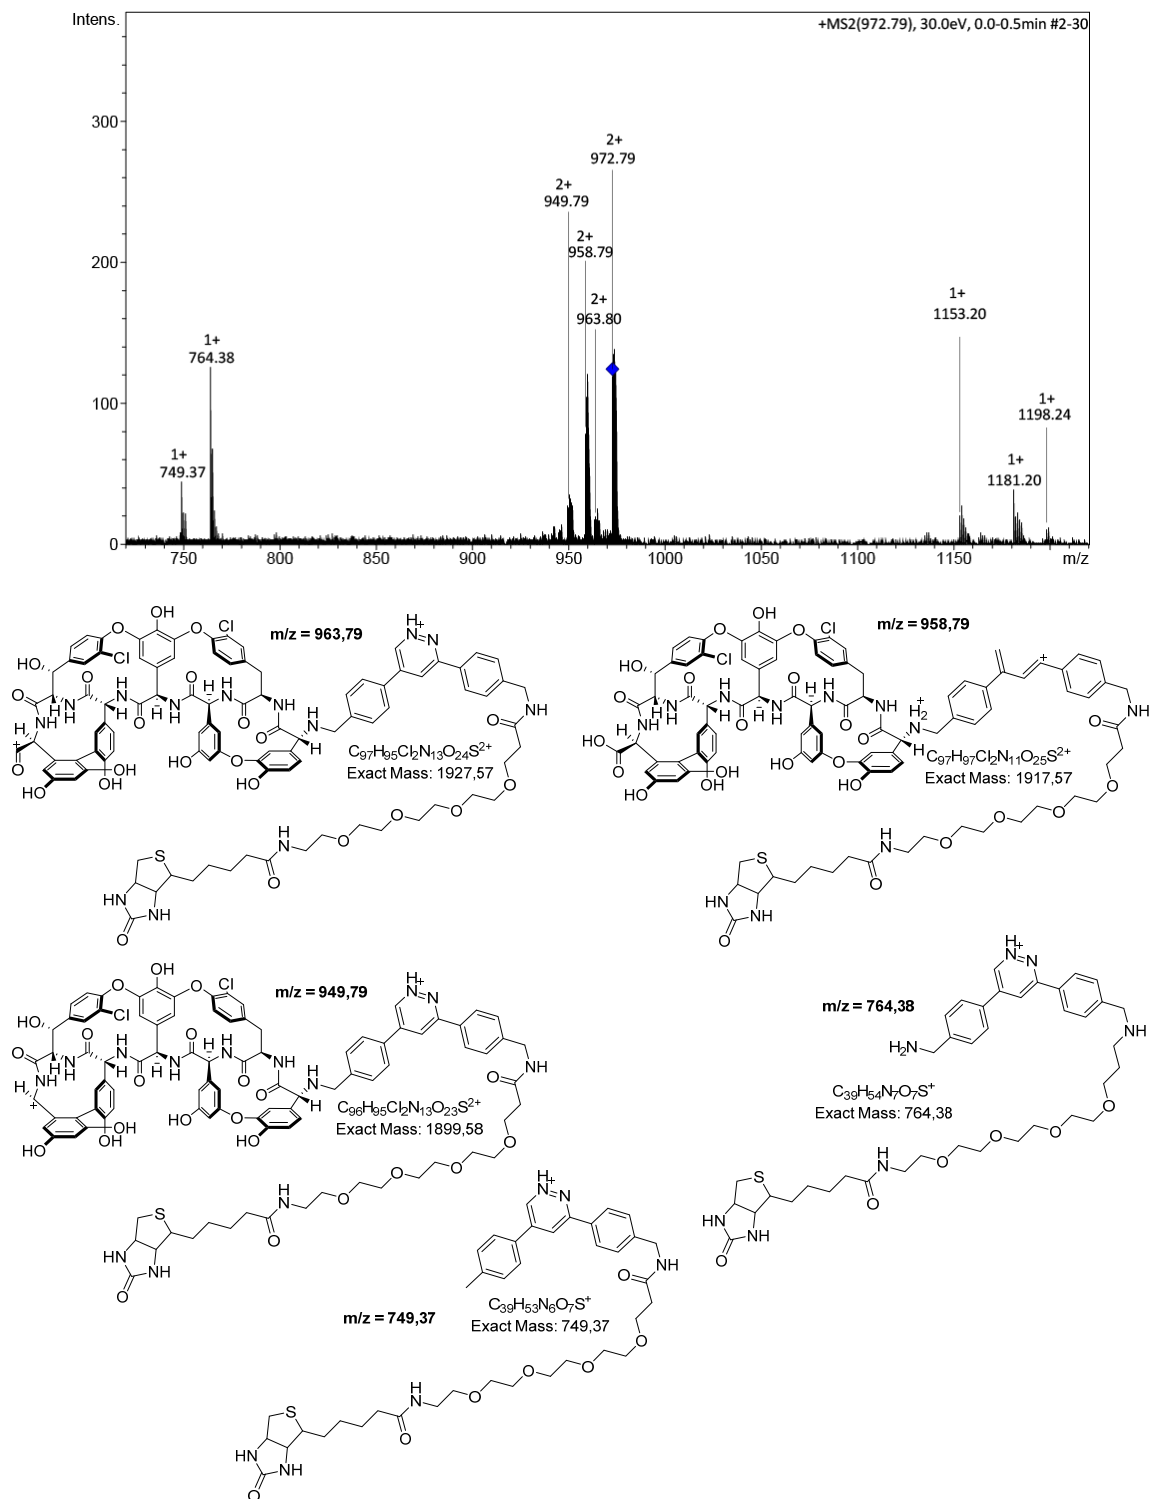 Intens.
+MS2(972.79), 30.0eV, 0.0-0.5min #2-30
300
200
100
0
2+
972.79
2+
949.79
2+
958.79
2+
963.80
1+
1153.20
1+
764.38
1+
1198.24
1+
749.37
1+
1181.20
750
800
850
900
950
1000
1050
1100
1150
m/z
m/z = 963,79
C97H95Cl2N13O24S2+
Exact Mass: 1927,57
m/z = 958,79
C97H97Cl2N11O25S2+
Exact Mass: 1917,57
m/z = 949,79
C96H95Cl2N13O23S2+
Exact Mass: 1899,58
m/z = 764,38
C39H54N7O7S+
Exact Mass: 764,38
m/z = 749,37
C39H53N6O7S+
Exact Mass: 749,37